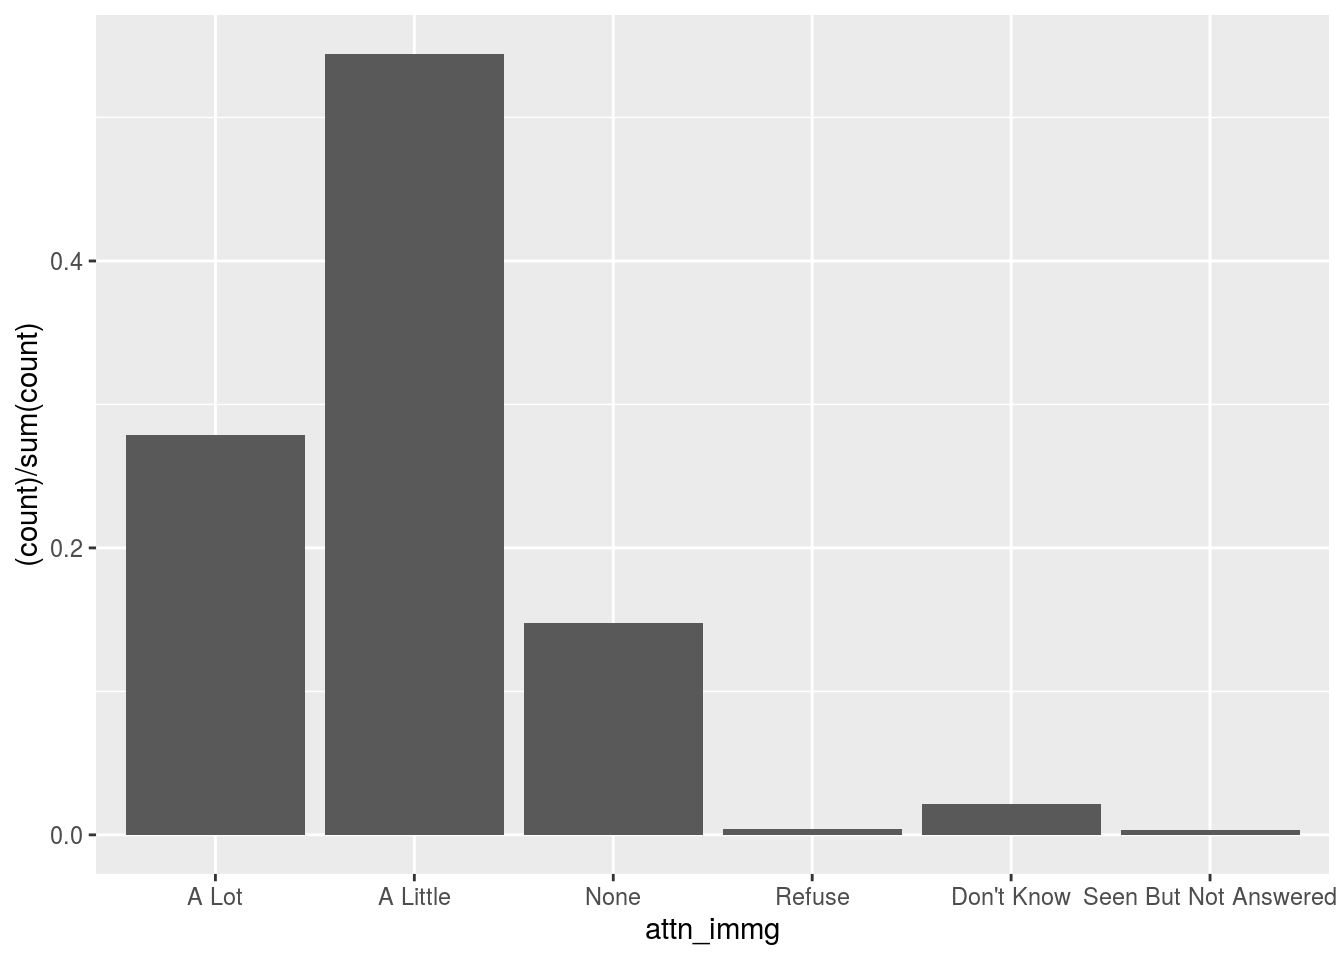 (count)/sum(count)
0.4
0.2
0.0
A Lot
A Little
None
Refuse
Don't Know
Seen But Not Answered
attn_immg